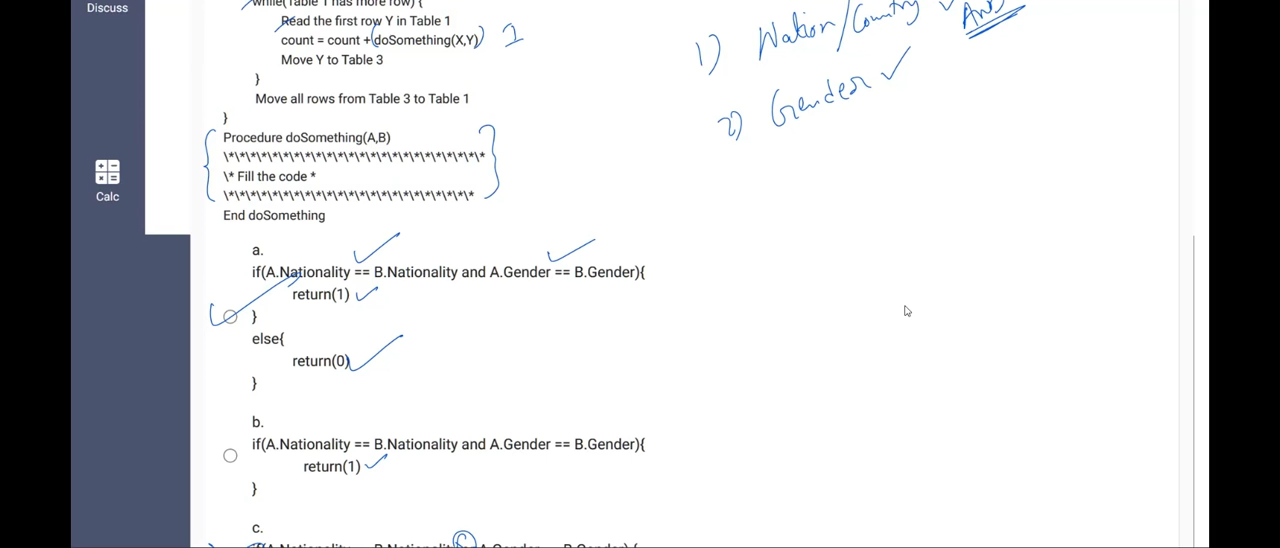 while(Table 1 has more row) {
Discuss
Read the first row Y in Table 1
count = count + doSomething(X,Y) 1
Move Y to Table 3
}
Move all rows from Table 3 to Table 1
}
1) Nation/Country Ans
2) Gender
Procedure doSomething(A,B)
\*\*\*\*\*\*\*\*\*\*\*\*\*\*\*\*\*\*\*\*\*\*\*\*\*
\* Fill the code *
\*\*\*\*\*\*\*\*\*\*\*\*\*\*\*\*\*\*\*\*\*\*\*\*
End doSomething
Calc
a.
if(A.Nationality == B.Nationality and A.Gender == B.Gender){
return(1)
}
else{
return(0)
}
b.
if(A.Nationality == B.Nationality and A.Gender == B.Gender){
return(1)
}
c.